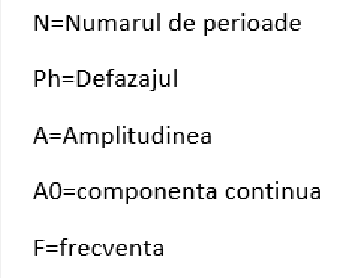 N=Numarul de perioade
Ph=Defazajul
A=Amplitudinea
A0=componenta continua
F=frecventa